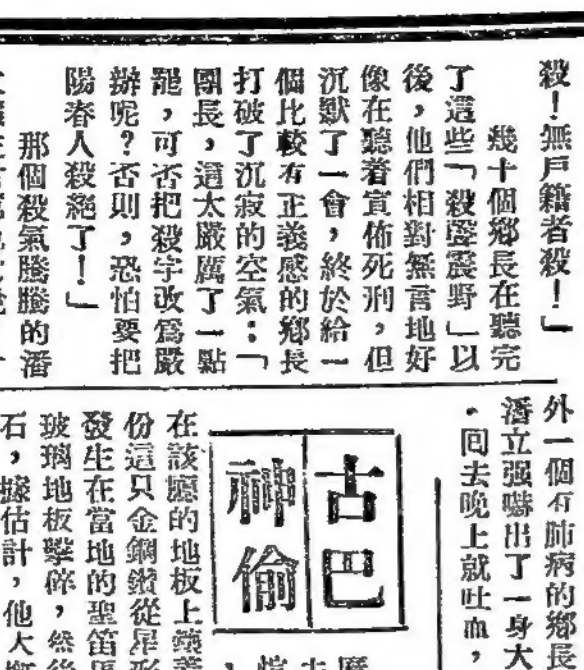 殺！無戶籍者殺！」
幾十個鄉長在聽完
了這些「殺聲震野」以
後，他們相對無言地好
像在聽着宣佈死刑，但
沉默了一會，終於給一
個比較有正義感的鄉長
打破了沉寂的空氣：「
團長，這太嚴厲了一點
罷，可否把殺字改爲嚴
辦呢？否則，恐怕要把
陽春人殺絕了！」
那個殺氣騰騰的潘
外一個有肺病的鄉長
潘立强嚇出了一身大
回去晚上就吐血，
古巴
神偷
在該廳的地板上鑲着
份這只金鋼鑽從星形
發生在當地的聖笛馬
玻璃地板擊碎，然後
石，據估計，他大概